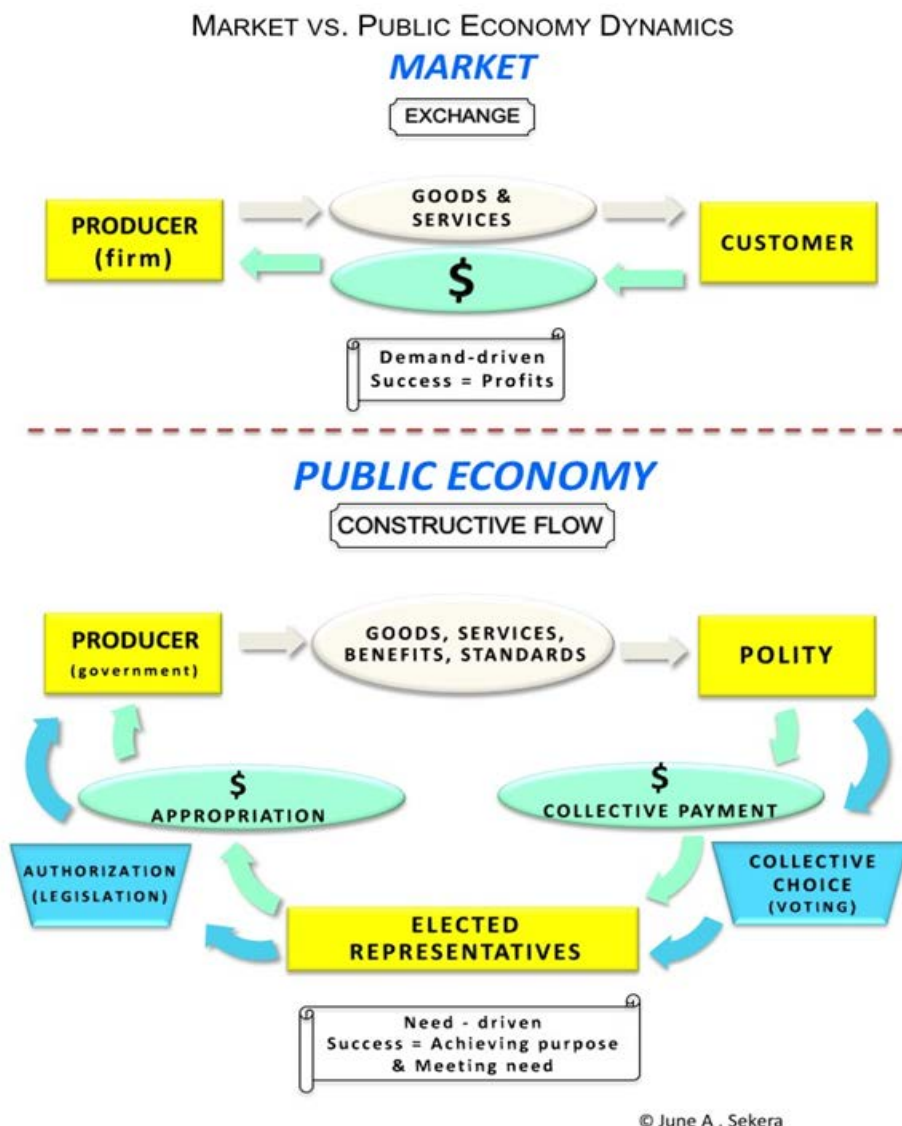 MARKET VS. PUBLIC ECONOMY DYNAMICS
MARKET
EXCHANGE
GOODS &
SERVICES
PRODUCER
(firm)
CUSTOMER
$
Demand-driven
Success = Profits
PUBLIC ECONOMY
CONSTRUCTIVE FLOW
PRODUCER
(government)
GOODS, SERVICES,
BENEFITS, STANDARDS
POLITY
$
APPROPRIATION
$
COLLECTIVE PAYMENT
AUTHORIZATION
(LEGISLATION)
COLLECTIVE
CHOICE
(VOTING)
ELECTED
REPRESENTATIVES
Need - driven
Success = Achieving purpose
& Meeting need
© June A . Sekera